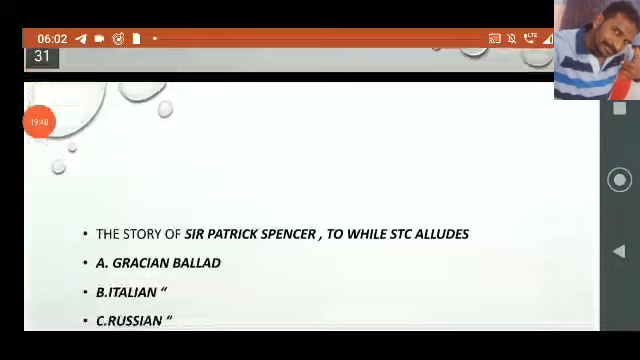 06:02
LTE
31
19:48
• THE STORY OF SIR PATRICK SPENCER , TO WHILE STC ALLUDES
• A. GRACIAN BALLAD
• B.ITALIAN “
• C.RUSSIAN “